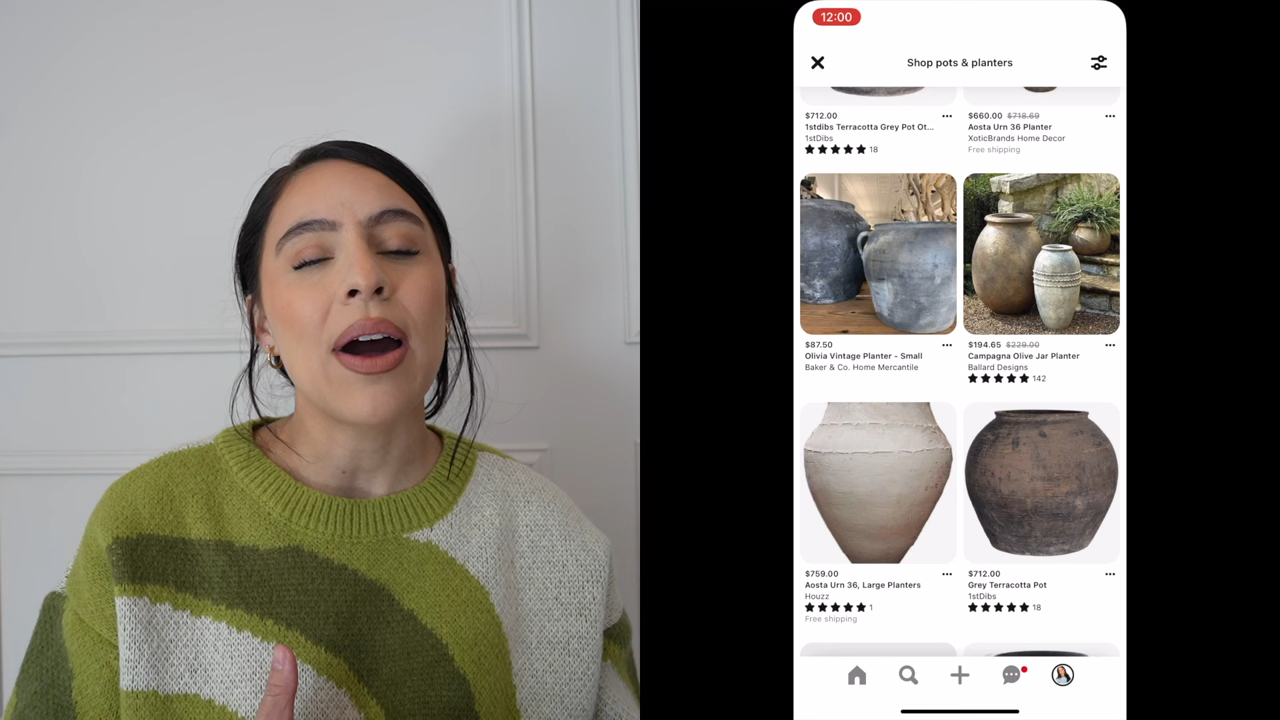 12:00
Shop pots & planters
$712.00
1stdibs Terracotta Grey Pot Ot...
1stDibs
18
$660.00 $718.69
Aosta Urn 36 Planter
XoticBrands Home Decor
Free shipping
$87.50
Olivia Vintage Planter - Small
Baker & Co. Home Mercantile
$194.65 $229.00
Campagna Olive Jar Planter
Ballard Designs
142
$759.00
Aosta Urn 36, Large Planters
Houzz
1
Free shipping
$712.00
Grey Terracotta Pot
1stDibs
18